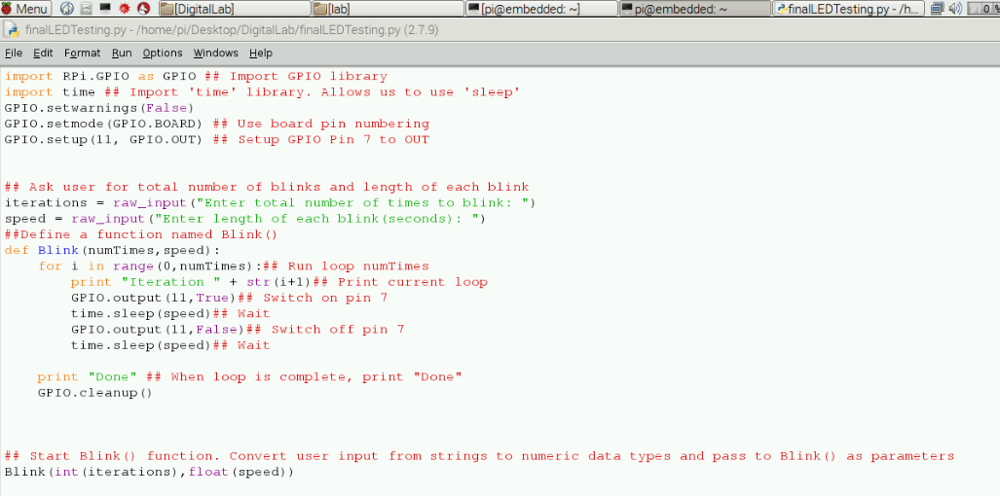 Menu [DigitalLab] [lab] [pi@embedded: ~] pi@embedded: ~ finalLEDTesting.py - /h... 0 %
finalLEDTesting.py - /home/pi/Desktop/DigitalLab/finalLEDTesting.py (2.7.9)
File Edit Format Run Options Windows Help
import RPi.GPIO as GPIO ## Import GPIO library
import time ## Import 'time' library. Allows us to use 'sleep'
GPIO.setwarnings(False)
GPIO.setmode(GPIO.BOARD) ## Use board pin numbering
GPIO.setup(11, GPIO.OUT) ## Setup GPIO Pin 7 to OUT
## Ask user for total number of blinks and length of each blink
iterations = raw_input("Enter total number of times to blink: ")
speed = raw_input("Enter length of each blink(seconds): ")
##Define a function named Blink()
def Blink(numTimes,speed):
    for i in range(0,numTimes):## Run loop numTimes
        print "Iteration " + str(i+1)## Print current loop
        GPIO.output(11,True)## Switch on pin 7
        time.sleep(speed)## Wait
        GPIO.output(11,False)## Switch off pin 7
        time.sleep(speed)## Wait
    print "Done" ## When loop is complete, print "Done"
    GPIO.cleanup()
## Start Blink() function. Convert user input from strings to numeric data types and pass to Blink() as parameters
Blink(int(iterations),float(speed))